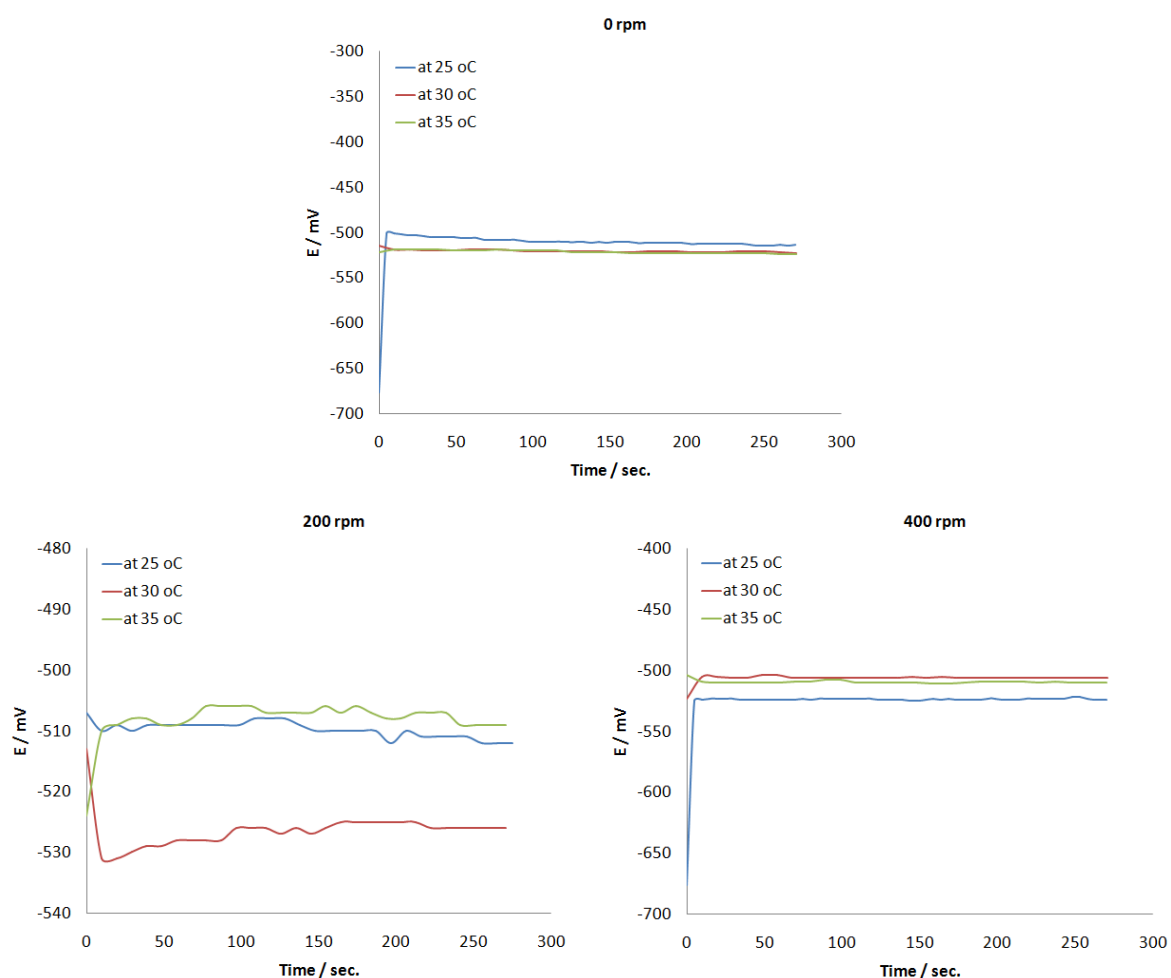 0 rpm
-300
-350
-400
-450
-500
-550
-600
-650
-700
E / mV
at 25 oC
at 30 oC
at 35 oC
0 50 100 150 200 250 300
Time / sec.
200 rpm
-480
-490
-500
-510
-520
-530
-540
E / mV
at 25 oC
at 30 oC
at 35 oC
0 50 100 150 200 250 300
Time / sec.
400 rpm
-400
-450
-500
-550
-600
-650
-700
E / mV
at 25 oC
at 30 oC
at 35 oC
0 50 100 150 200 250 300
Time / sec.